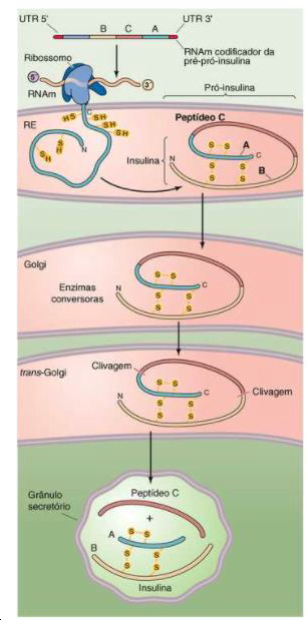 UTR 5'
UTR 3'
B C A
RNAm codificador da
pré-pró-insulina
Ribossomo
5'
3'
RNAm
Pró-insulina
RE
HS
C
SH
SH
SH
N
S
H
S
H
Peptídeo C
S S
A
C
Insulina
N
S S
S S
B
Golgi
Enzimas
conversoras
S S
N
C
S S
S S
trans-Golgi
Clivagem
S S
C
Clivagem
N
S S
S S
Grânulo
secretório
Peptídeo C
+
A
S S
B
S S
S S
Insulina